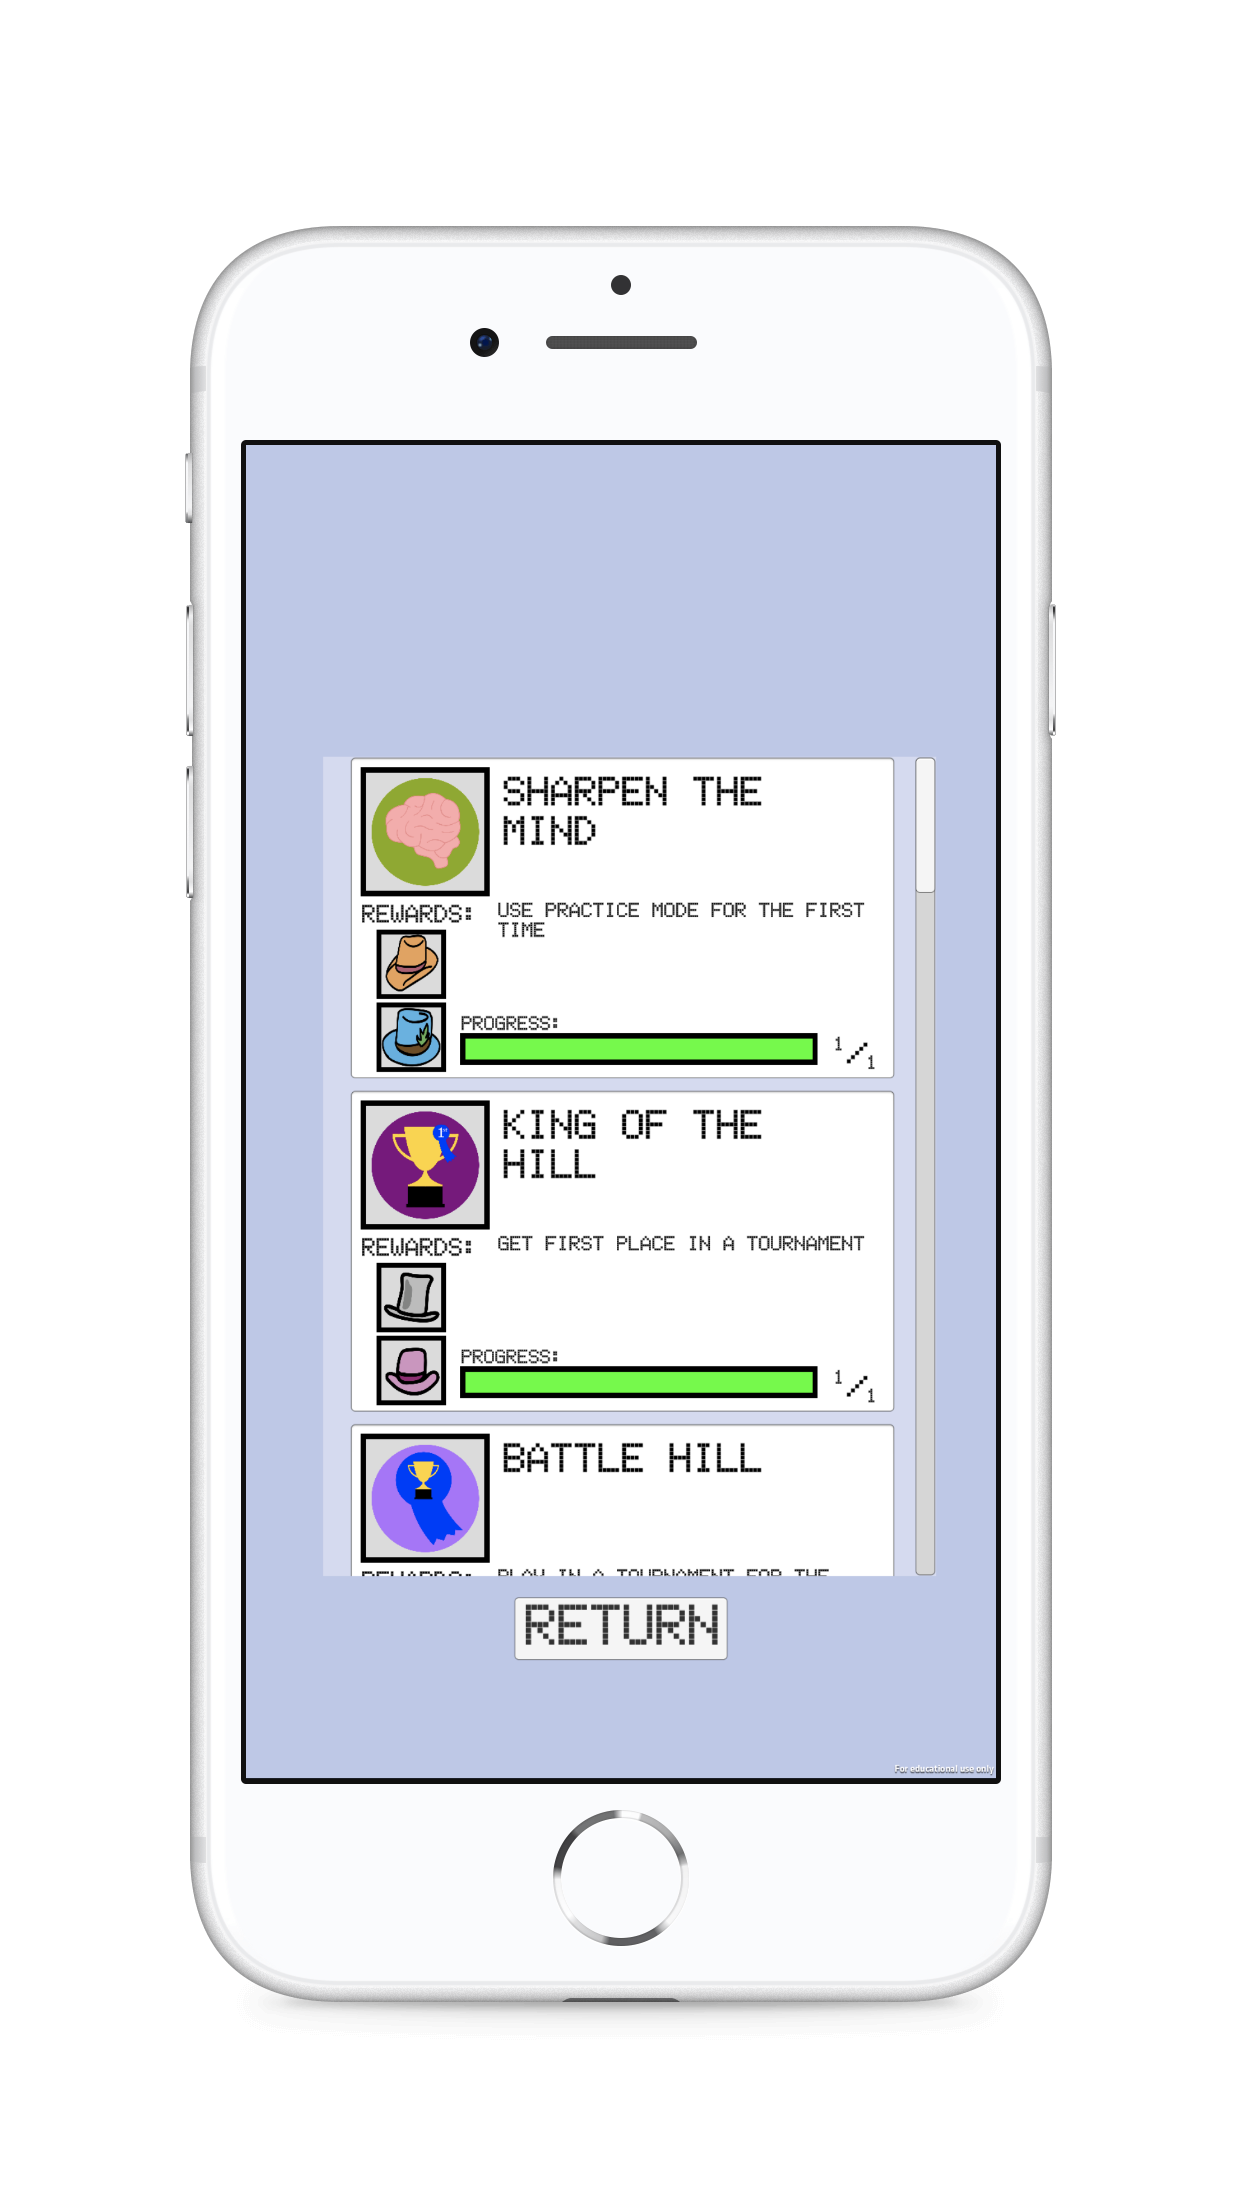 SHARPEN THE
MIND
REWARDS:
USE PRACTICE MODE FOR THE FIRST
TIME
PROGRESS:
1/1
KING OF THE
HILL
1st
REWARDS:
GET FIRST PLACE IN A TOURNAMENT
PROGRESS:
1/1
BATTLE HILL
REWARDS:
PLAY IN A TOURNAMENT FOR THE
RETURN
For educational use only